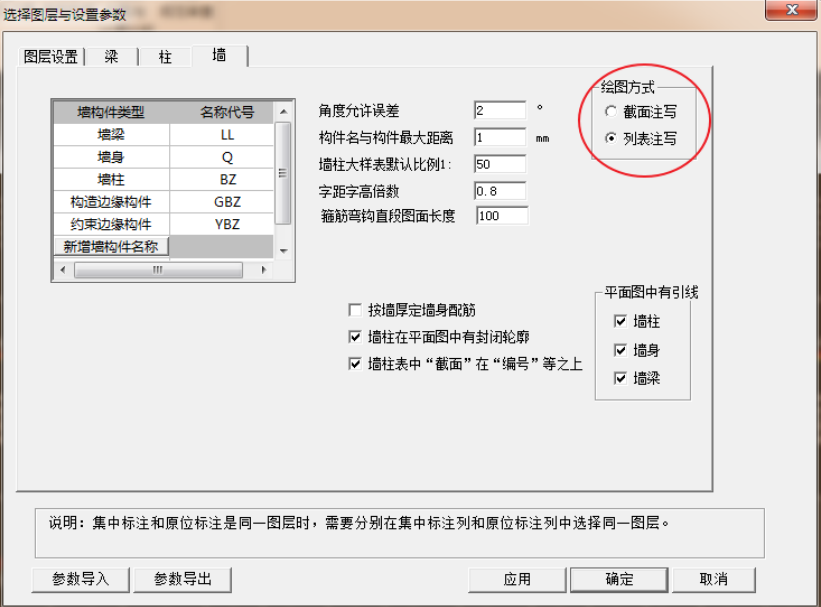 选择图层与设置参数
图层设置 梁 柱 墙
墙构件类型 名称代号
墙梁 LL
墙身 Q
墙柱 BZ
构造边缘构件 GBZ
约束边缘构件 YBZ
新增墙构件名称
角度允许误差 2 °
构件名与构件最大距离 1 mm
墙柱大样表默认比例1: 50
字距字高倍数 0.8
箍筋弯钩直段图面长度 100
绘图方式
截面注写
列表注写
按墙厚定墙身配筋
墙柱在平面图中有封闭轮廓
墙柱表中“截面”在“编号”等之上
平面图中有引线
墙柱
墙身
墙梁
说明：集中标注和原位标注是同一图层时，需要分别在集中标注列和原位标注列中选择同一图层。
参数导入 参数导出 应用 确定 取消